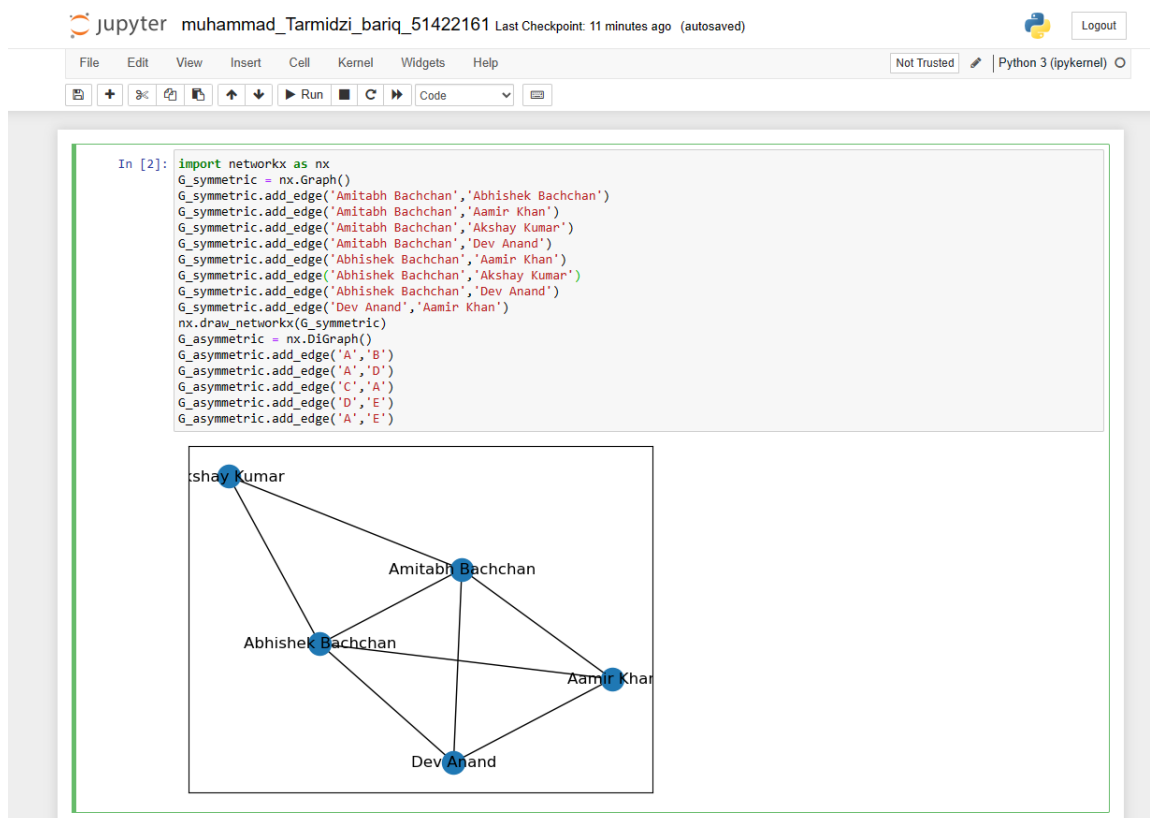 jupyter muhammad_Tarmidzi_bariq_51422161 Last Checkpoint: 11 minutes ago (autosaved)
Logout
File Edit View Insert Cell Kernel Widgets Help
Not Trusted Python 3 (ipykernel)
Run Code
In [2]: import networkx as nx
G_symmetric = nx.Graph()
G_symmetric.add_edge('Amitabh Bachchan','Abhishek Bachchan')
G_symmetric.add_edge('Amitabh Bachchan','Aamir Khan')
G_symmetric.add_edge('Amitabh Bachchan','Akshay Kumar')
G_symmetric.add_edge('Amitabh Bachchan','Dev Anand')
G_symmetric.add_edge('Abhishek Bachchan','Aamir Khan')
G_symmetric.add_edge('Abhishek Bachchan','Akshay Kumar')
G_symmetric.add_edge('Abhishek Bachchan','Dev Anand')
G_symmetric.add_edge('Dev Anand','Aamir Khan')
nx.draw_networkx(G_symmetric)
G_asymmetric = nx.DiGraph()
G_asymmetric.add_edge('A','B')
G_asymmetric.add_edge('A','D')
G_asymmetric.add_edge('C','A')
G_asymmetric.add_edge('D','E')
G_asymmetric.add_edge('A','E')
kshay Kumar
Amitabh Bachchan
Abhishek Bachchan
Aamir Khan
Dev Anand